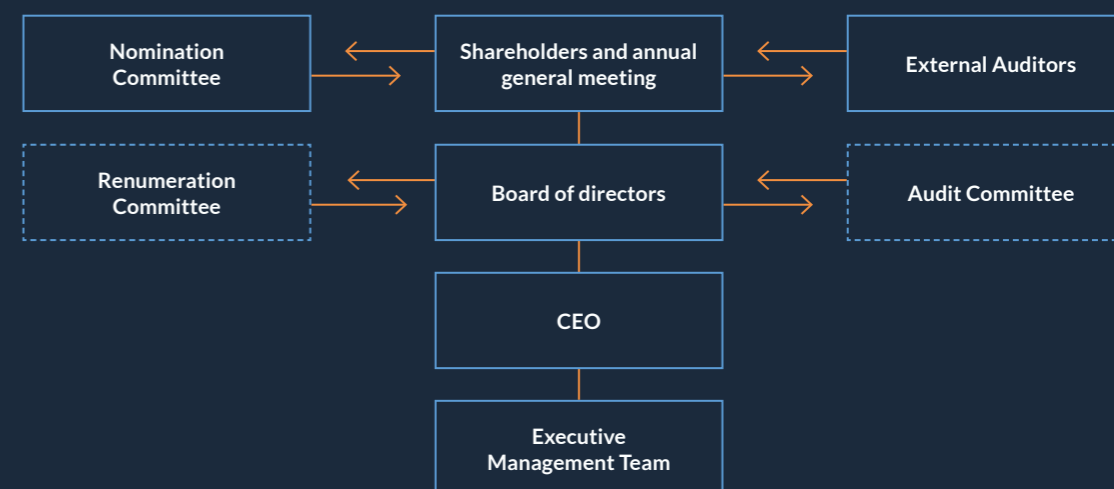 Nomination
Committee
Shareholders and annual
general meeting
External Auditors
Renumeration
Committee
Board of directors
Audit Committee
CEO
Executive
Management Team